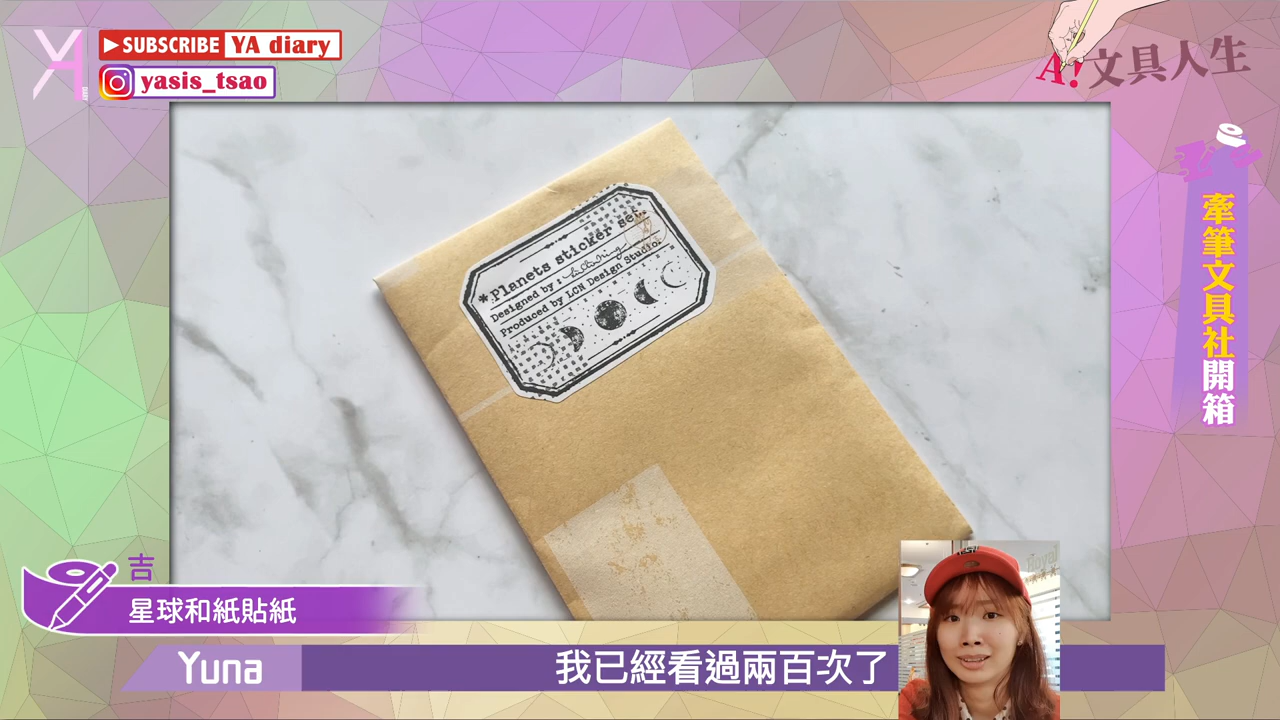 YA
SUBSCRIBE YA diary
yasis_tsao
A!文具人生
牽筆文具社開箱
*Planets sticker set
Designed by:
Produced by LCN Design Studio.
吉
星球和紙貼紙
Yuna
我已經看過兩百次了